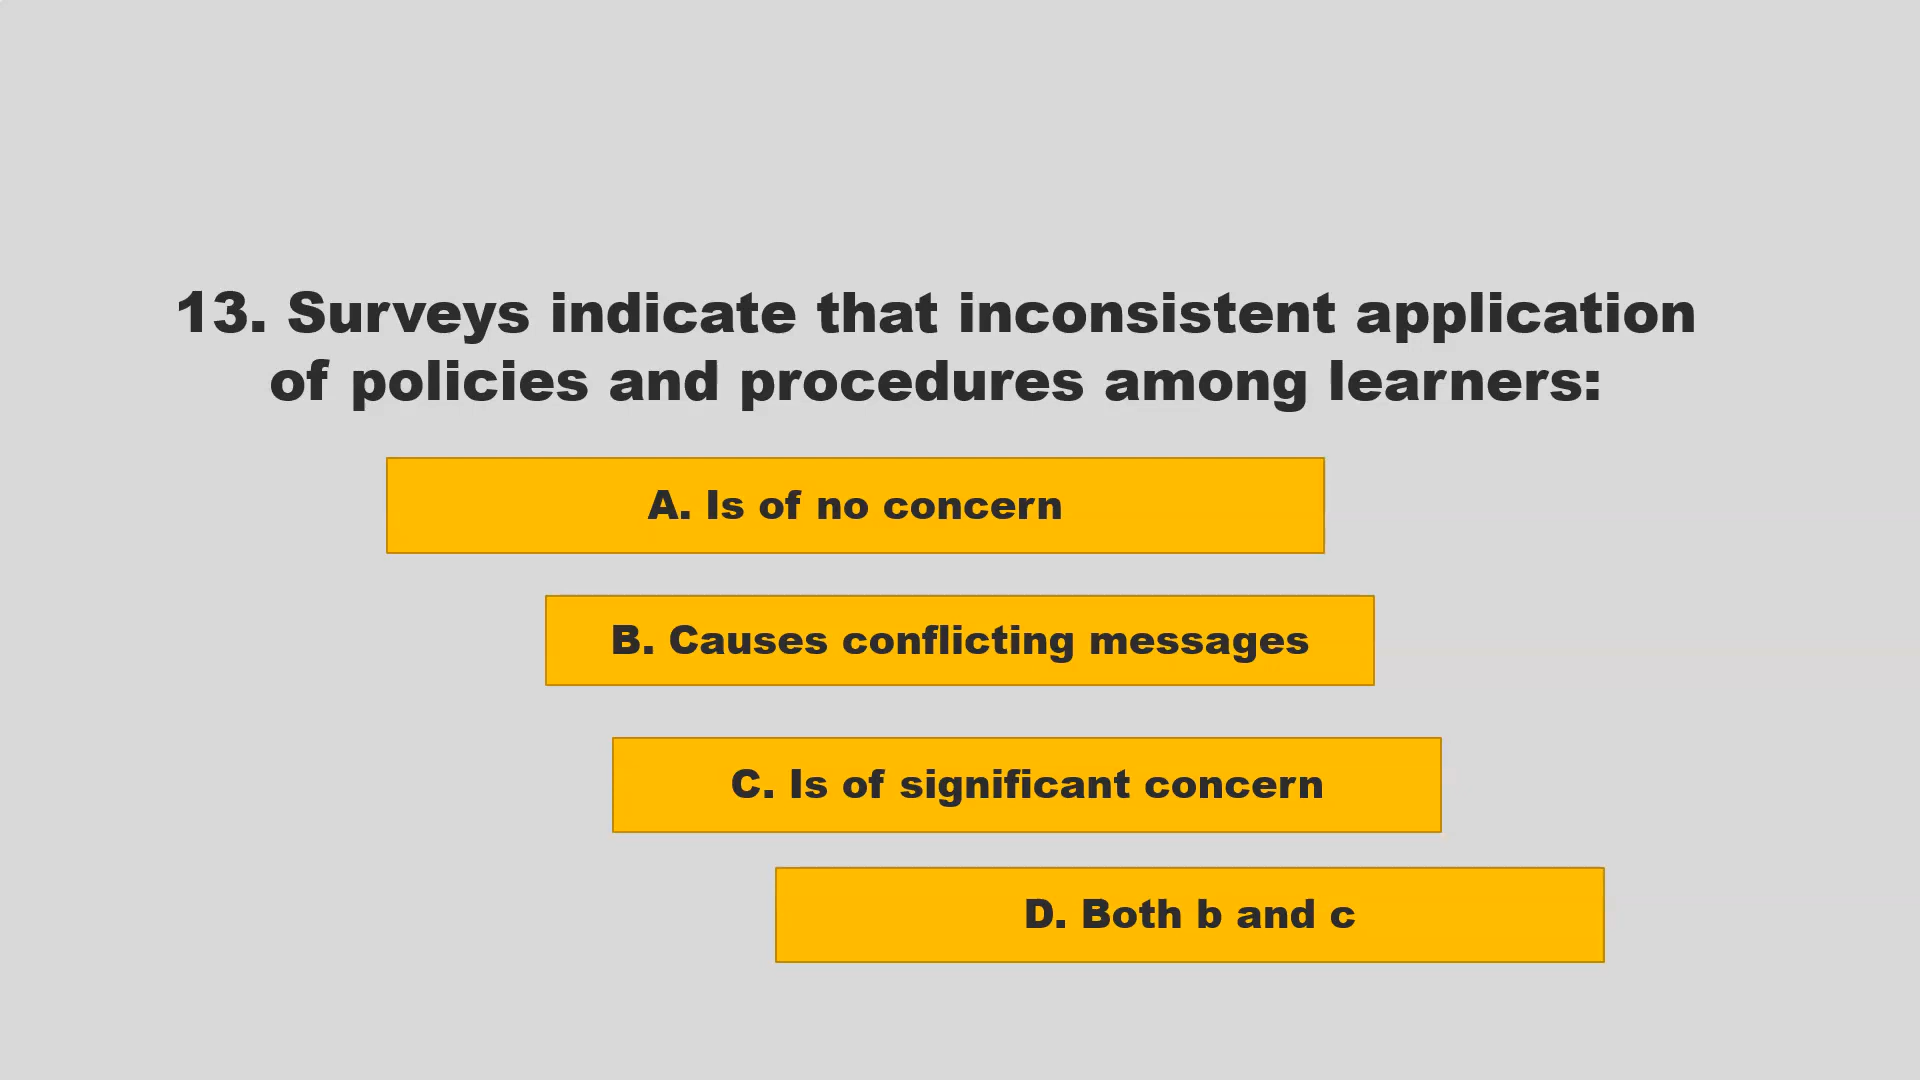 13. Surveys indicate that inconsistent application
of policies and procedures among learners:
A. Is of no concern
B. Causes conflicting messages
C. Is of significant concern
D. Both b and c